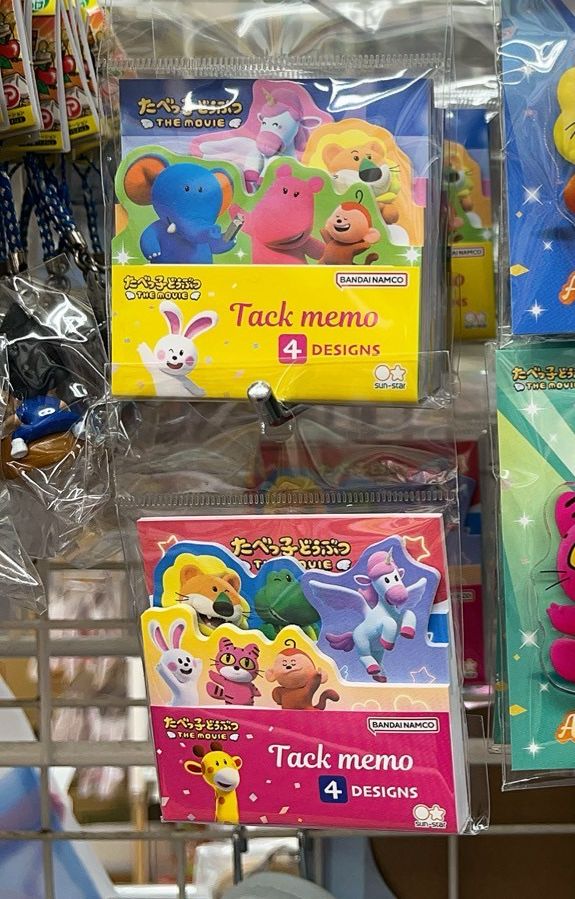 たべっ子どうぶつ
THE MOVIE
たべっ子どうぶつ
THE MOVIE
BANDAI NAMCO
Tack memo
4 DESIGNS
sun-star
たべっ子どうぶつ
THE MOVIE
たべっ子どうぶつ
THE MOVIE
BANDAI NAMCO
Tack memo
4 DESIGNS
sun-star
たべっ子どうぶつ
THE MOVIE